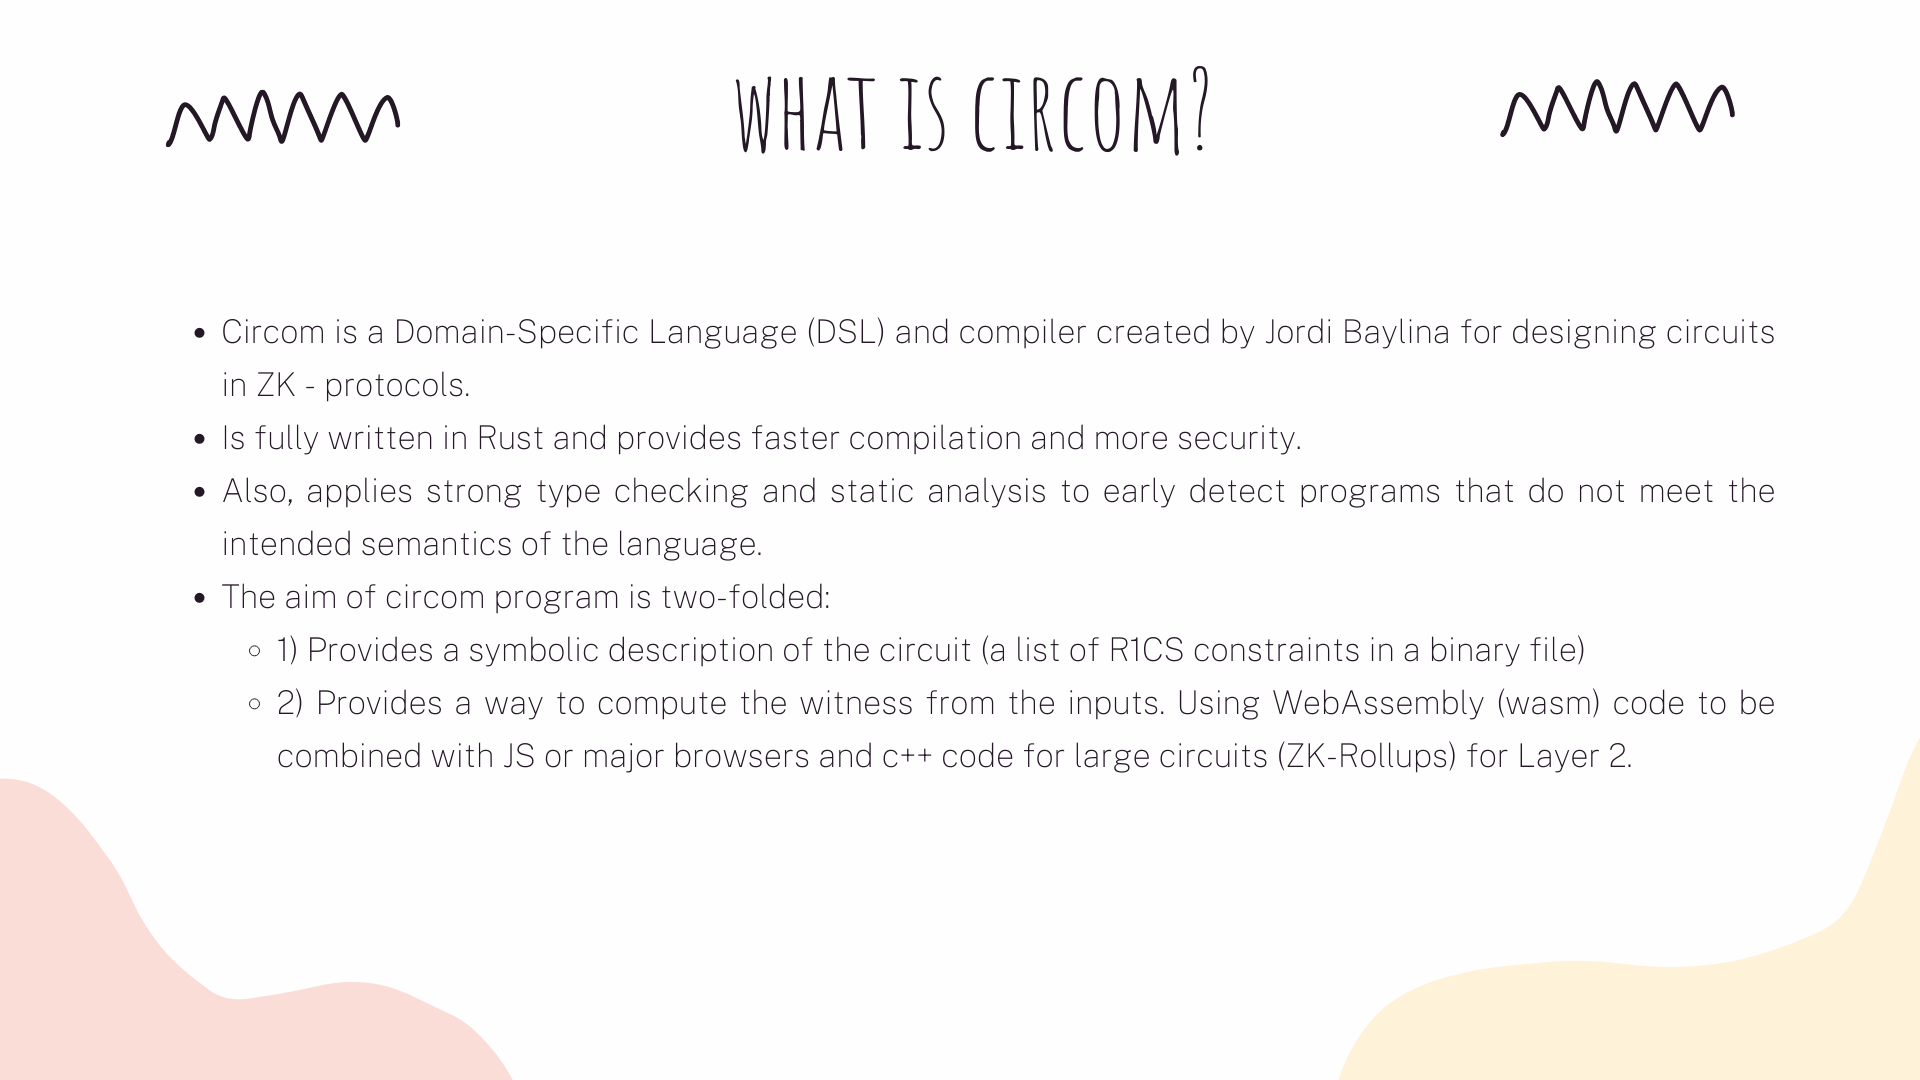 WHAT IS CIRCOM?
• Circom is a Domain-Specific Language (DSL) and compiler created by Jordi Baylina for designing circuits
in ZK - protocols.
• Is fully written in Rust and provides faster compilation and more security.
• Also, applies strong type checking and static analysis to early detect programs that do not meet the
intended semantics of the language.
• The aim of circom program is two-folded:
◦ 1) Provides a symbolic description of the circuit (a list of R1CS constraints in a binary file)
◦ 2) Provides a way to compute the witness from the inputs. Using WebAssembly (wasm) code to be
combined with JS or major browsers and c++ code for large circuits (ZK-Rollups) for Layer 2.